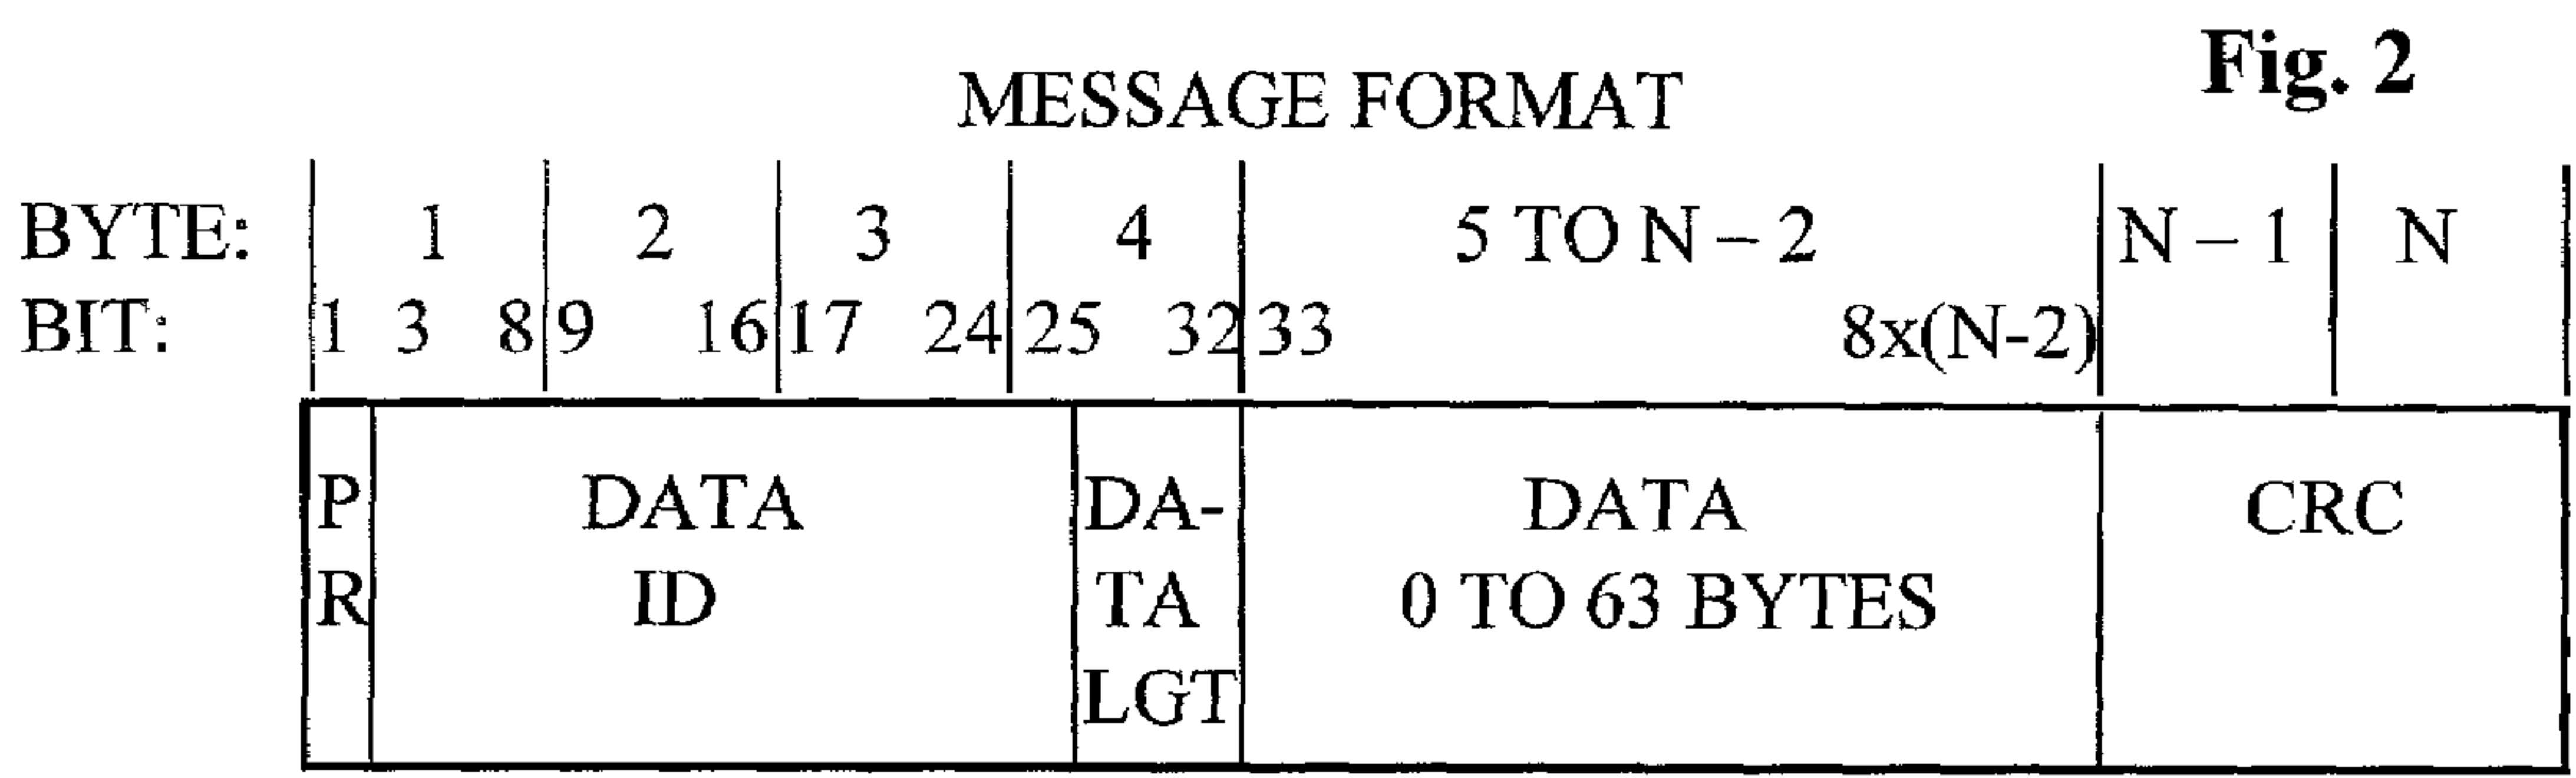 Fig. 2
MESSAGE FORMAT
BYTE: 1 2 3 4 5 TO N – 2 N – 1 N
BIT: 1 3 8 9 16 17 24 25 32 33 8x(N-2)
P DATA DA- DATA CRC
R ID TA 0 TO 63 BYTES
LGT